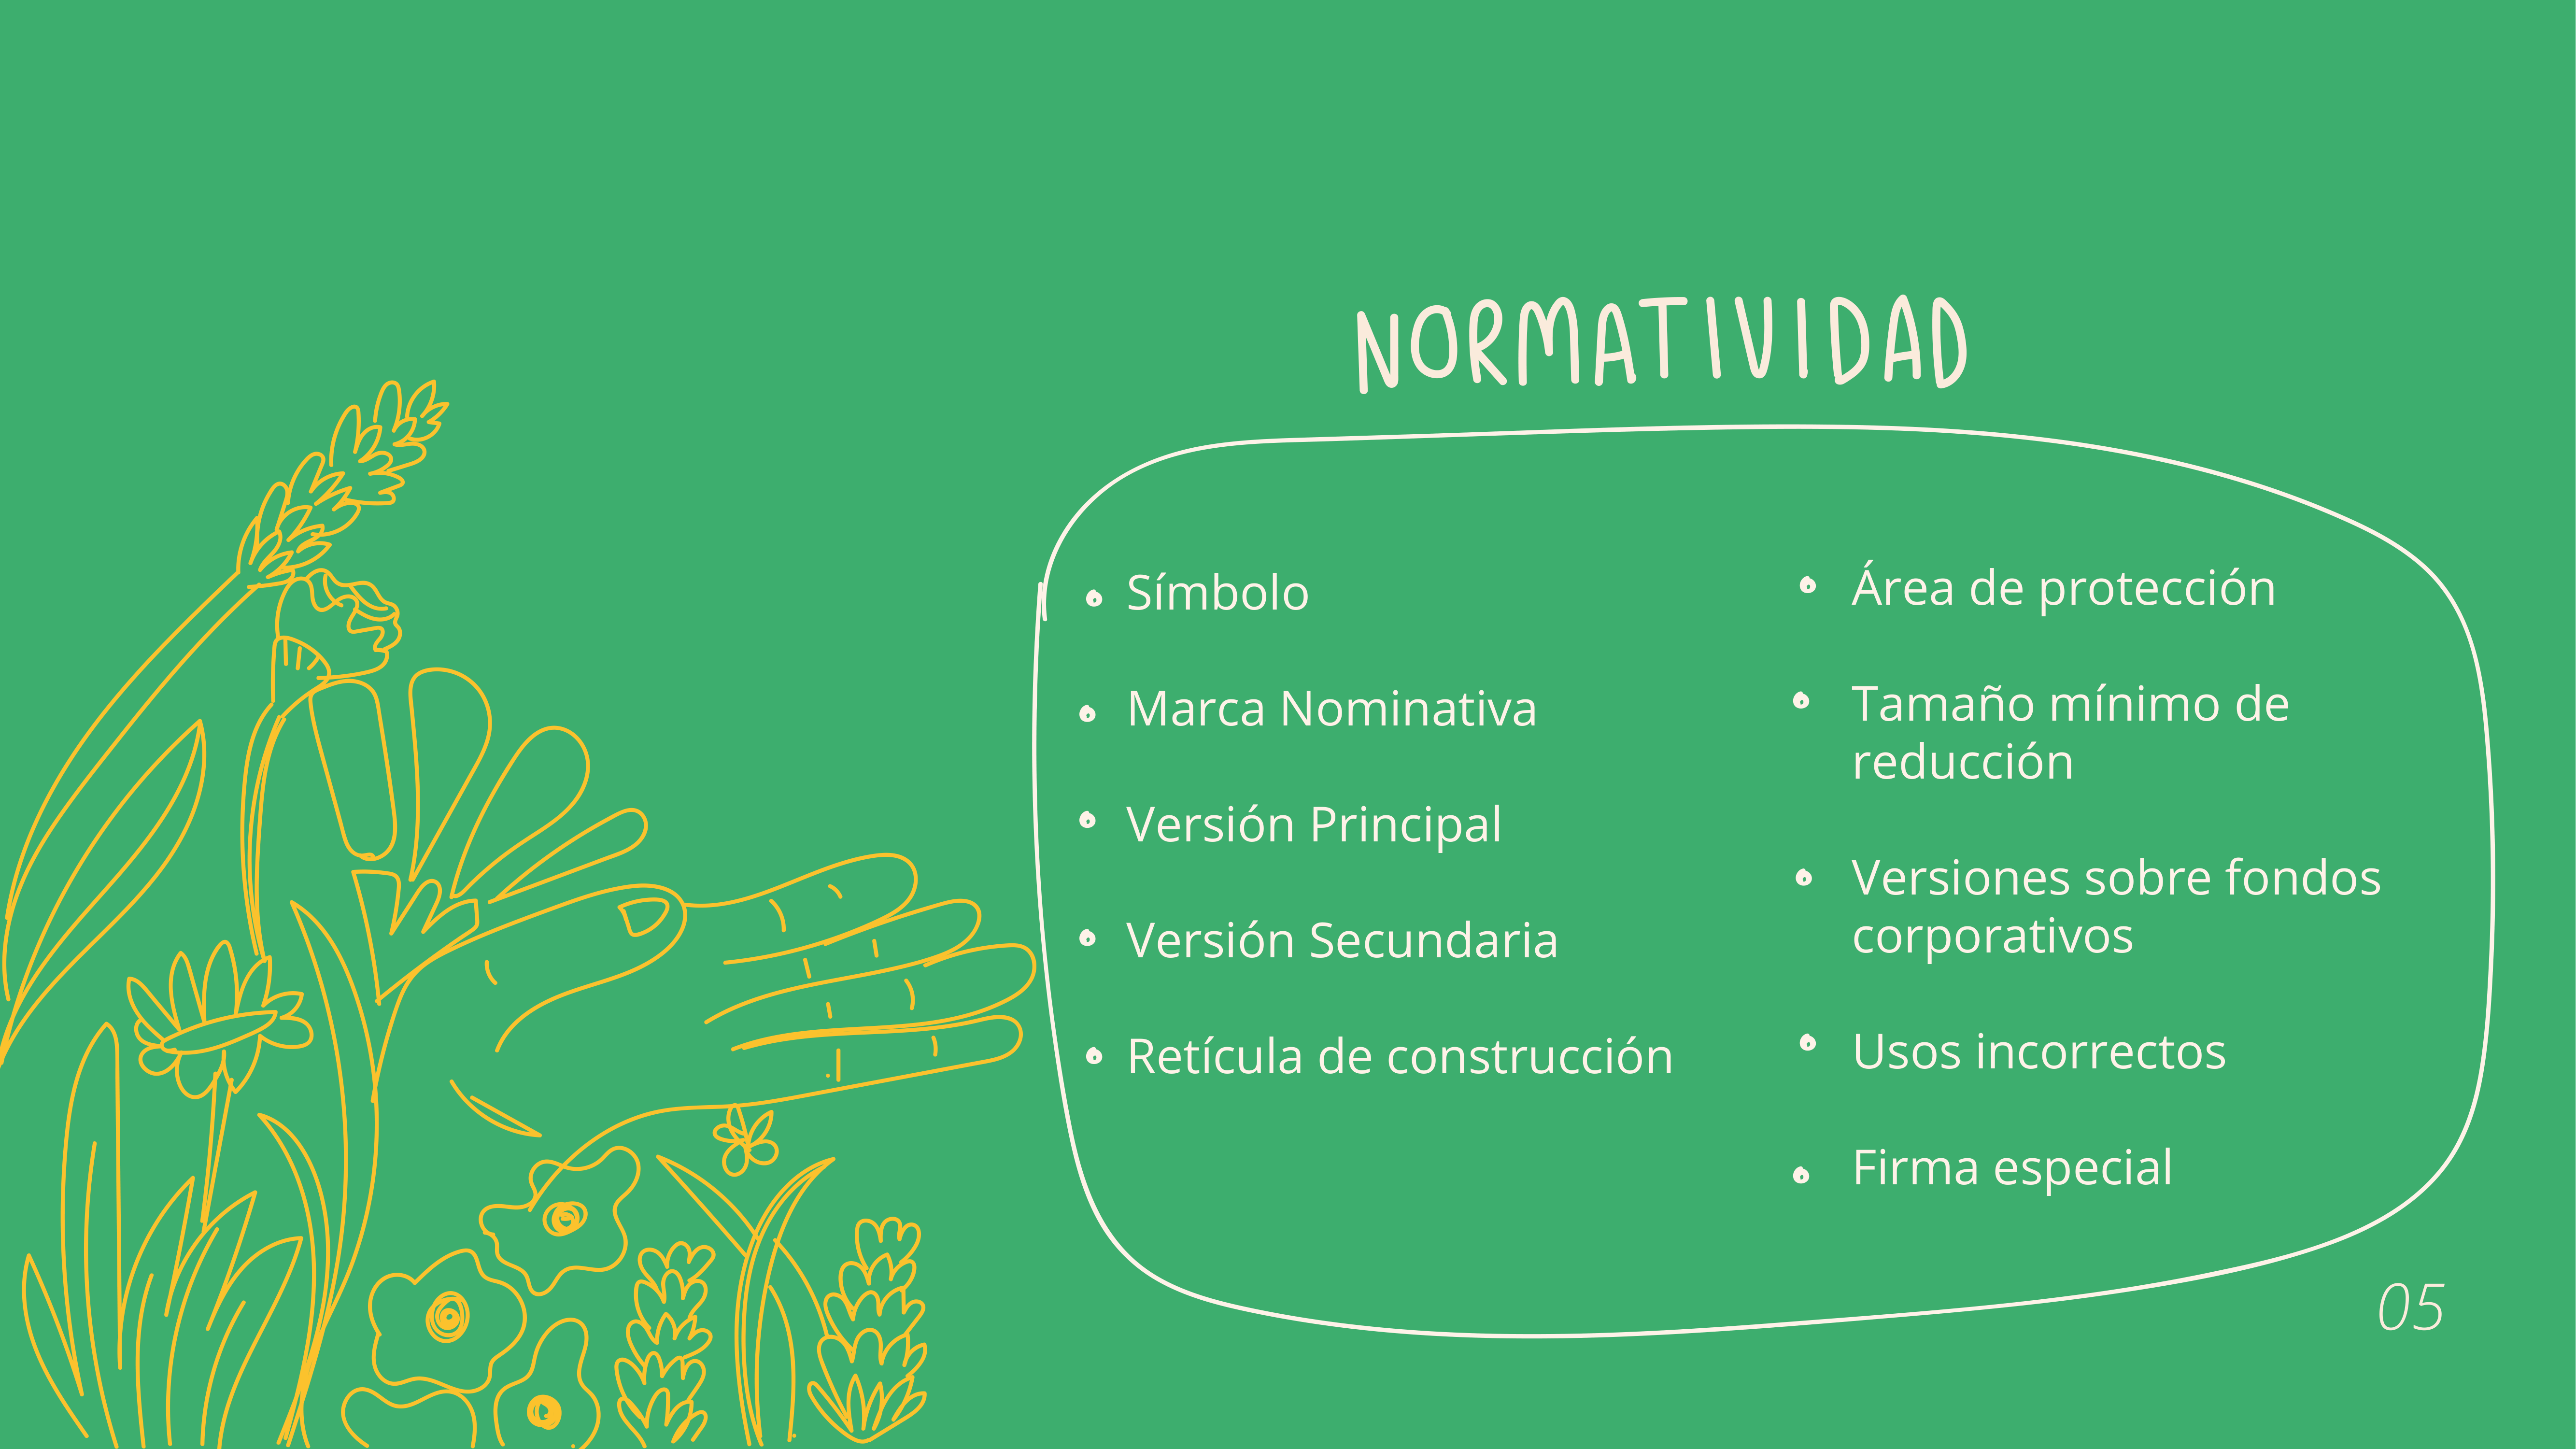 NORMATIVIDAD
Símbolo
Marca Nominativa
Versión Principal
Versión Secundaria
Retícula de construcción
Área de protección
Tamaño mínimo de
reducción
Versiones sobre fondos
corporativos
Usos incorrectos
Firma especial
05